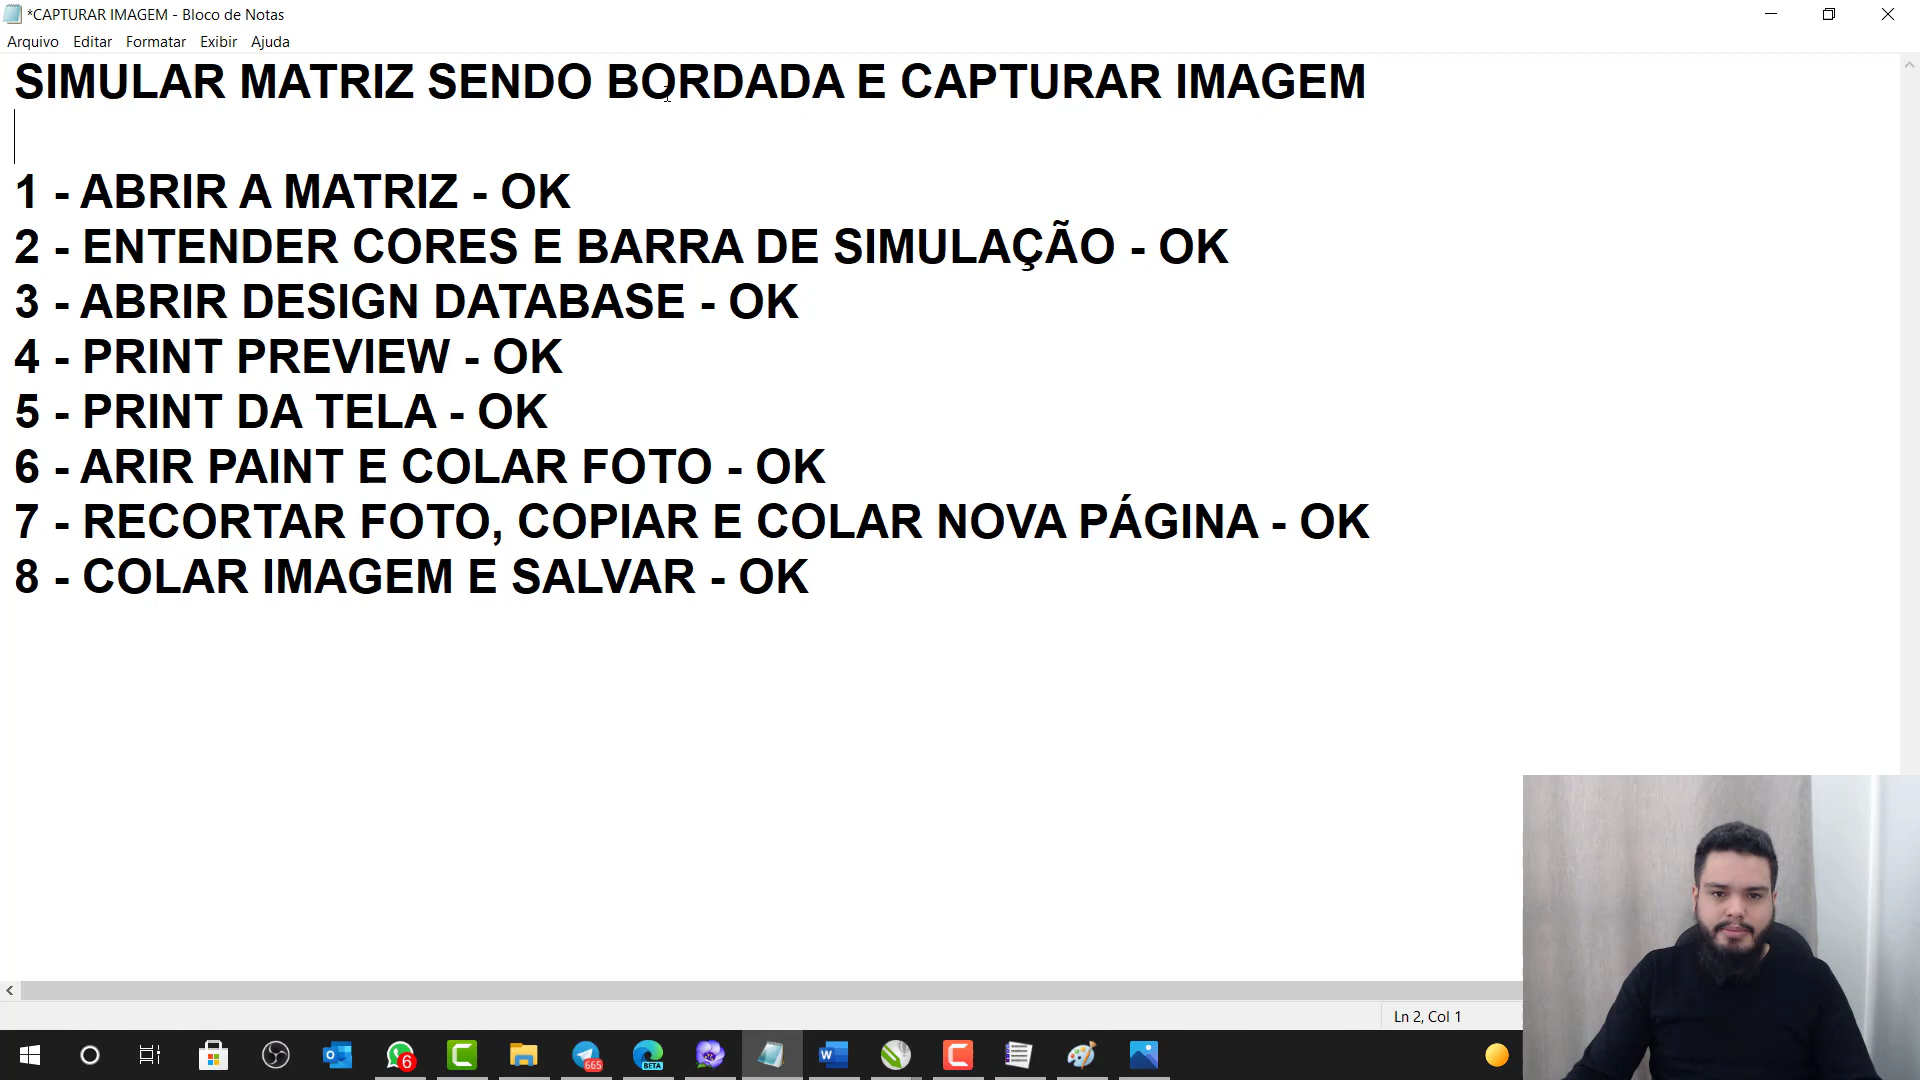 *CAPTURAR IMAGEM - Bloco de Notas
Arquivo Editar Formatar Exibir Ajuda
SIMULAR MATRIZ SENDO BORDADA E CAPTURAR IMAGEM
1 - ABRIR A MATRIZ - OK
2 - ENTENDER CORES E BARRA DE SIMULAÇÃO - OK
3 - ABRIR DESIGN DATABASE - OK
4 - PRINT PREVIEW - OK
5 - PRINT DA TELA - OK
6 - ARIR PAINT E COLAR FOTO - OK
7 - RECORTAR FOTO, COPIAR E COLAR NOVA PÁGINA - OK
8 - COLAR IMAGEM E SALVAR - OK
Ln 2, Col 1
6
665
BETA